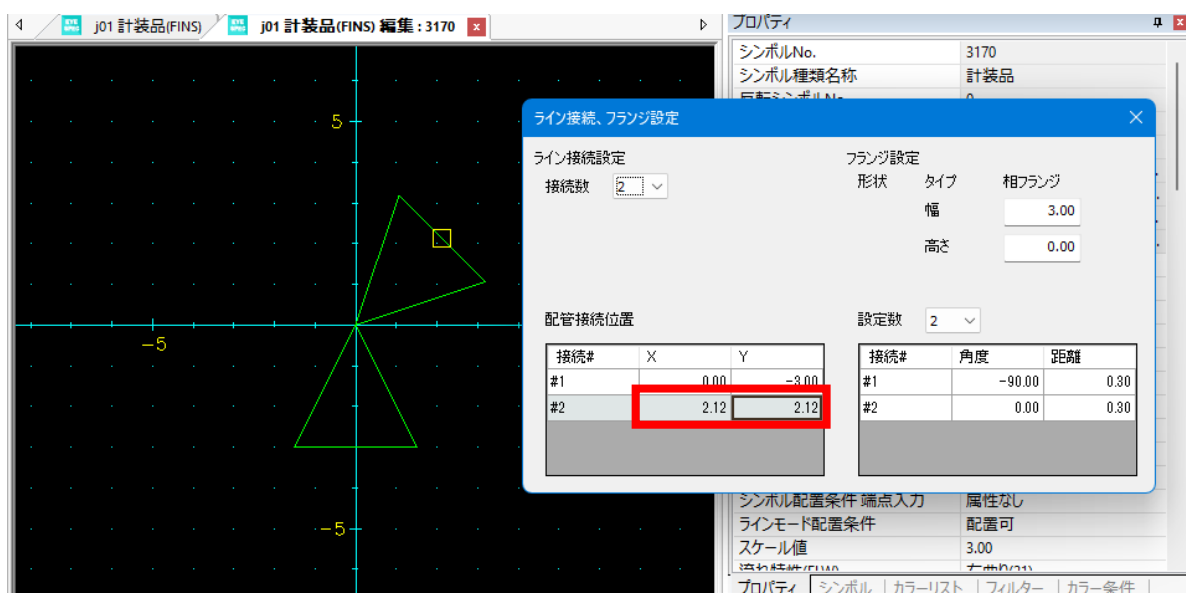 j01 計装品(FINS)
j01 計装品(FINS) 編集 : 3170
プロパティ
シンボルNo. 3170
シンボル種類名称 計装品
反転シンボルNo. 0
5
-5
-5
ライン接続、フランジ設定
ライン接続設定
接続数 2
フランジ設定
形状 タイプ 相フランジ
幅 3.00
高さ 0.00
配管接続位置
接続# X Y
#1 0.00 -3.00
#2 2.12 2.12
設定数 2
接続# 角度 距離
#1 -90.00 0.30
#2 0.00 0.30
シンボル配置条件 端点入力 属性なし
ラインモード配置条件 配置可
スケール値 3.00
流れ特性(FLW) 右曲り(21)
プロパティ シンボル カラーリスト フィルター カラー条件